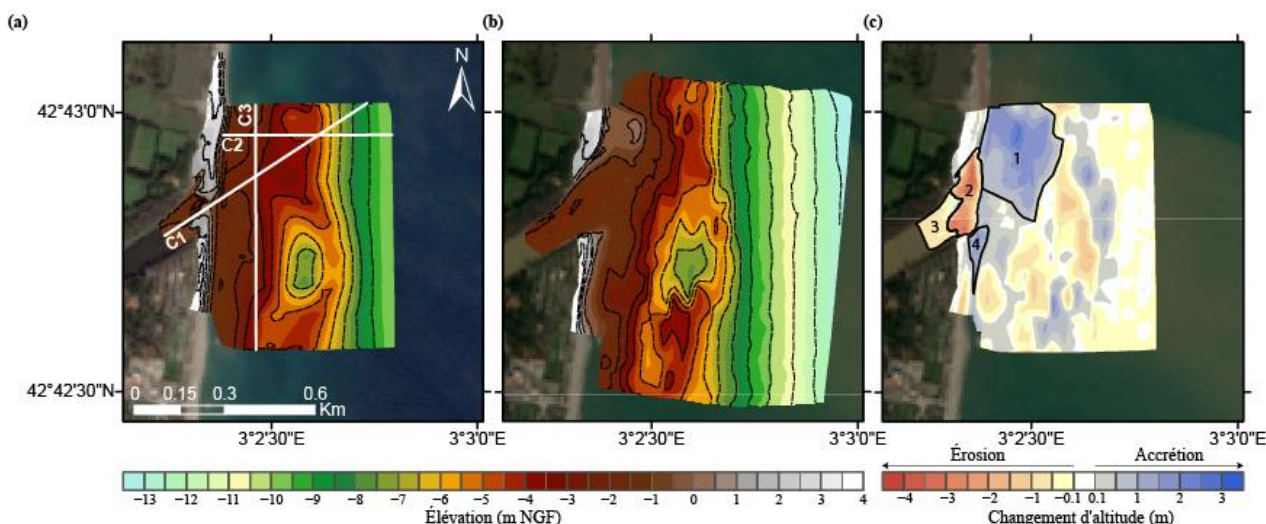 (a)
(b)
(c)
N
42°43'0"N
C3
C2
C1
1
2
3
4
42°42'30"N
0 0.15 0.3 0.6
Km
3°2'30"E 3°3'0"E 3°2'30"E 3°3'0"E 3°2'30"E 3°3'0"E
Érosion Accrétion
−13 −12 −11 −10 −9 −8 −7 −6 −5 −4 −3 −2 −1 0 1 2 3 4
−4 −3 −2 −1 −0.1 0.1 1 2 3
Élévation (m NGF)
Changement d'altitude (m)